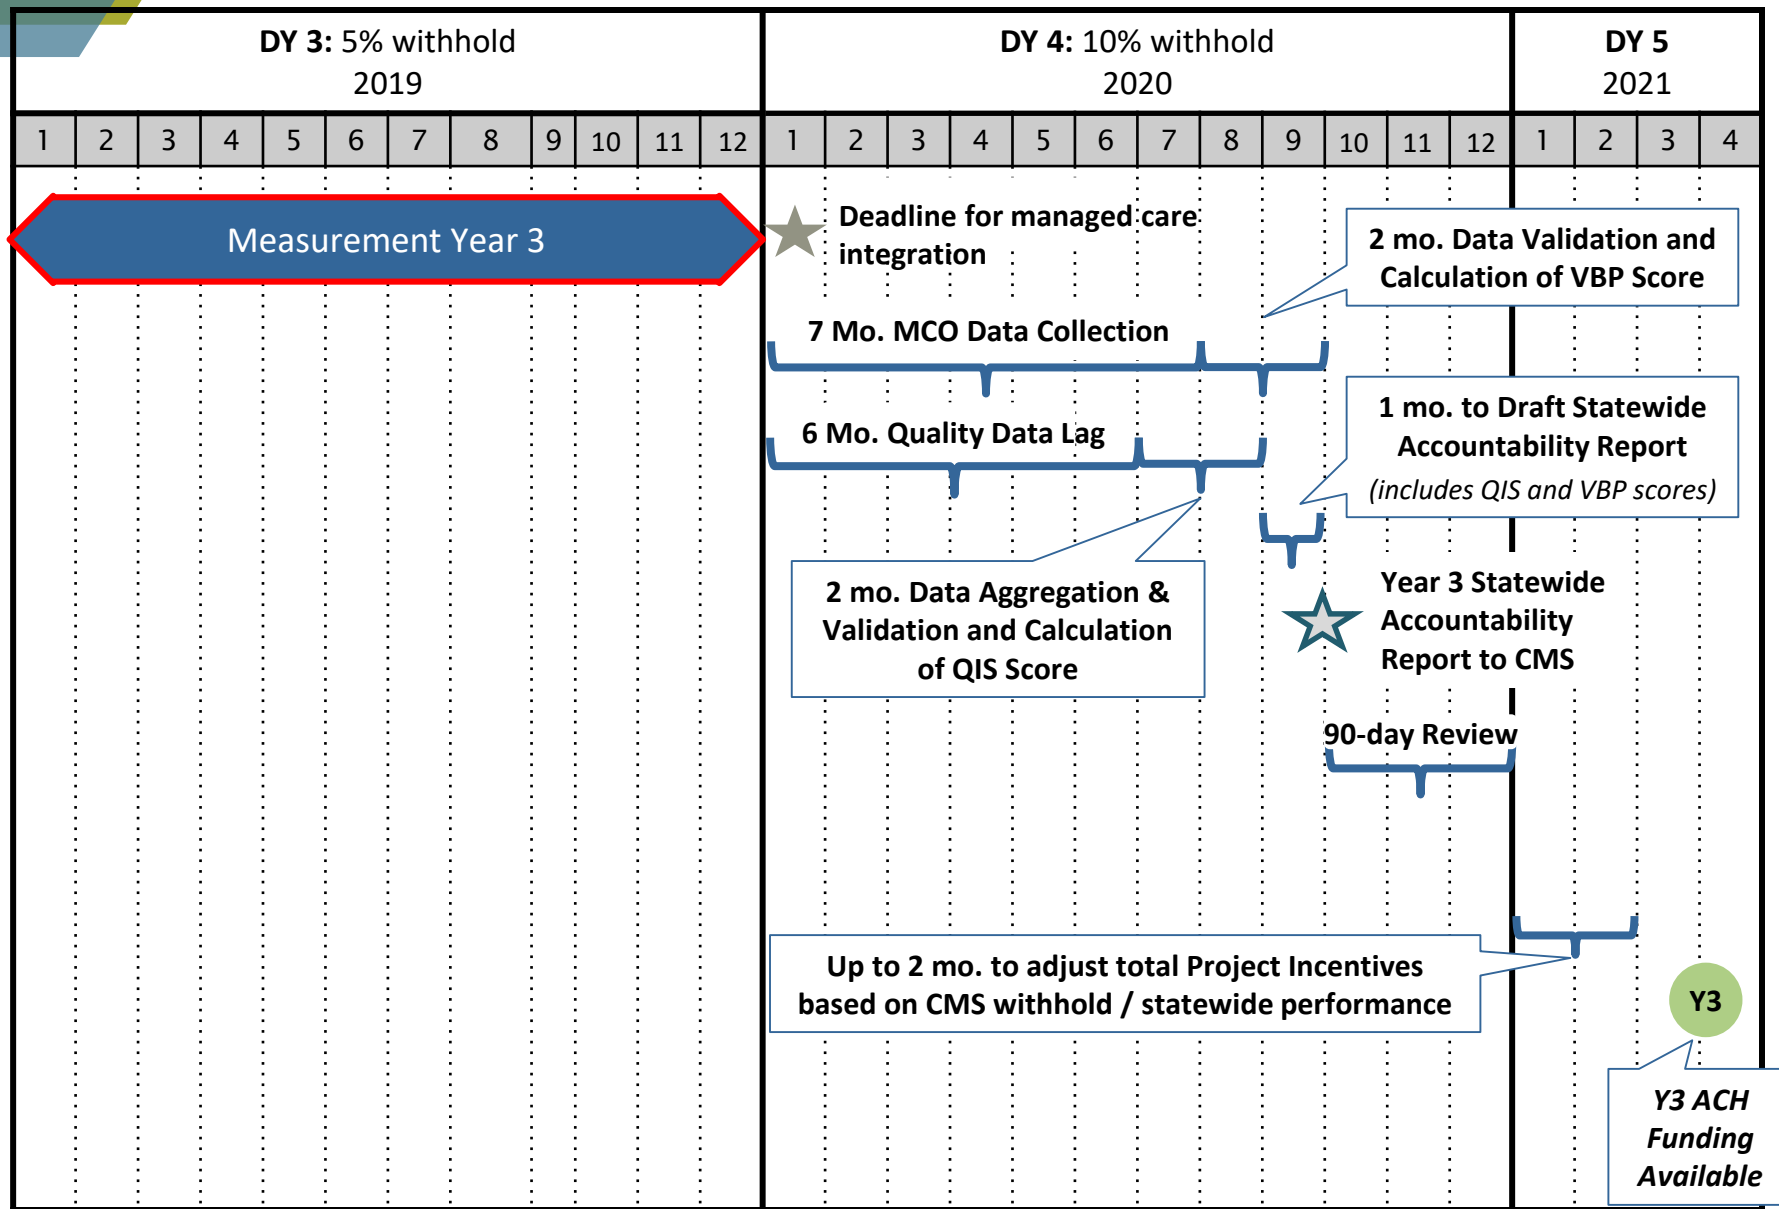 DY 3: 5% withhold
2019
DY 4: 10% withhold
2020
DY 5
2021
1 2 3 4 5 6 7 8 9 10 11 12 1 2 3 4 5 6 7 8 9 10 11 12 1 2 3 4
Measurement Year 3
Deadline for managed care
integration
2 mo. Data Validation and
Calculation of VBP Score
7 Mo. MCO Data Collection
1 mo. to Draft Statewide
Accountability Report
(includes QIS and VBP scores)
6 Mo. Quality Data Lag
2 mo. Data Aggregation &
Validation and Calculation
of QIS Score
Year 3 Statewide
Accountability
Report to CMS
90-day Review
Up to 2 mo. to adjust total Project Incentives
based on CMS withhold / statewide performance
Y3
Y3 ACH
Funding
Available